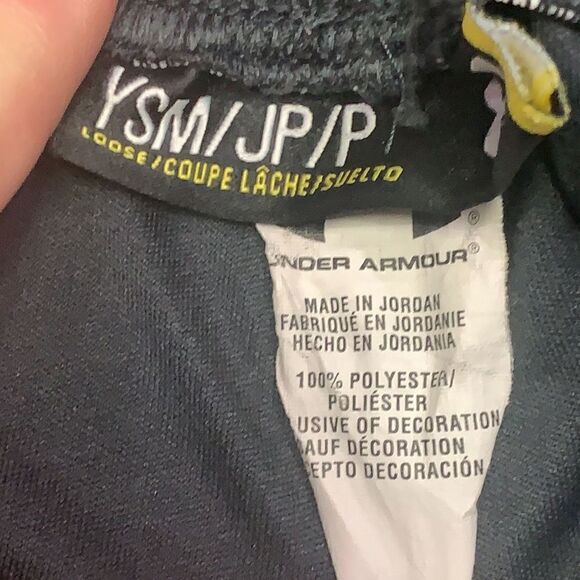 YSM/JP/P
LOOSE/COUPE LÂCHE/SUELTO
®
UNDER ARMOUR®
MADE IN JORDAN
FABRIQUÉ EN JORDANIE
HECHO EN JORDANIA
100% POLYESTER/
POLIÉSTER
USIVE OF DECORATION
AUF DÉCORATION
EPTO DECORACIÓN